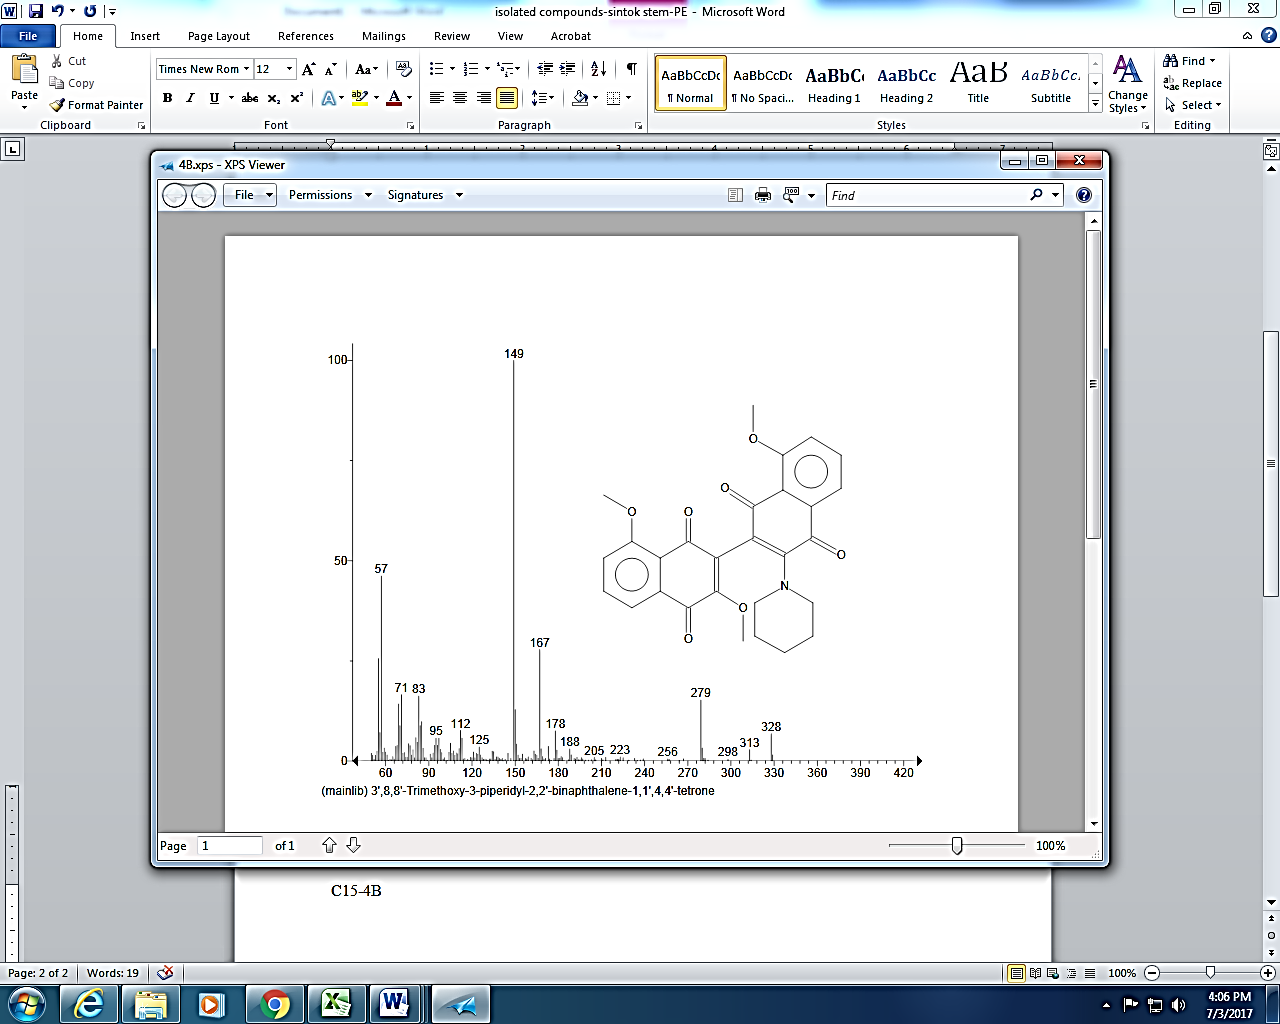 isolated compounds-sintok stem-PE - Microsoft Word
File Home Insert Page Layout References Mailings Review View Acrobat
Paste
Cut
Copy
Format Painter
Clipboard
Times New Rom 12
Font
Paragraph
AaBbCcDc AaBbCcDc AaBbCc AaBbCc AaB AaBbCc.
¶ Normal ¶ No Spaci... Heading 1 Heading 2 Title Subtitle
Change Styles
Styles
Find
Replace
Select
Editing
4B.xps - XPS Viewer
File Permissions Signatures
Find
100
50
0
149
57
167
71 83
95
112
125
178
188
205 223
256
279
298
313
328
60 90 120 150 180 210 240 270 300 330 360 390 420
O
O
O
O
O
O
O
N
(mainlib) 3',8,8'-Trimethoxy-3-piperidyl-2,2'-binaphthalene-1,1',4,4'-tetrone
Page 1 of 1
100%
C15-4B
Page: 2 of 2 Words: 19
100%
4:06 PM
7/3/2017